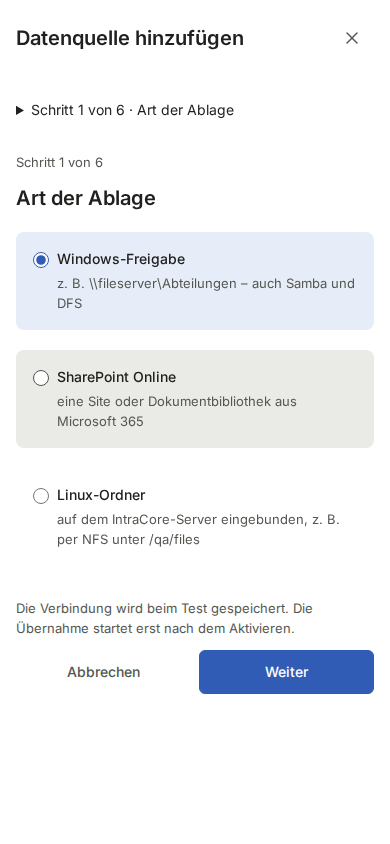 Datenquelle hinzufügen
Schritt 1 von 6 · Art der Ablage
Schritt 1 von 6
Art der Ablage
Windows-Freigabe
z. B. \\fileserver\Abteilungen – auch Samba und
DFS
SharePoint Online
eine Site oder Dokumentbibliothek aus
Microsoft 365
Linux-Ordner
auf dem IntraCore-Server eingebunden, z. B.
per NFS unter /qa/files
Die Verbindung wird beim Test gespeichert. Die
Übernahme startet erst nach dem Aktivieren.
Abbrechen
Weiter